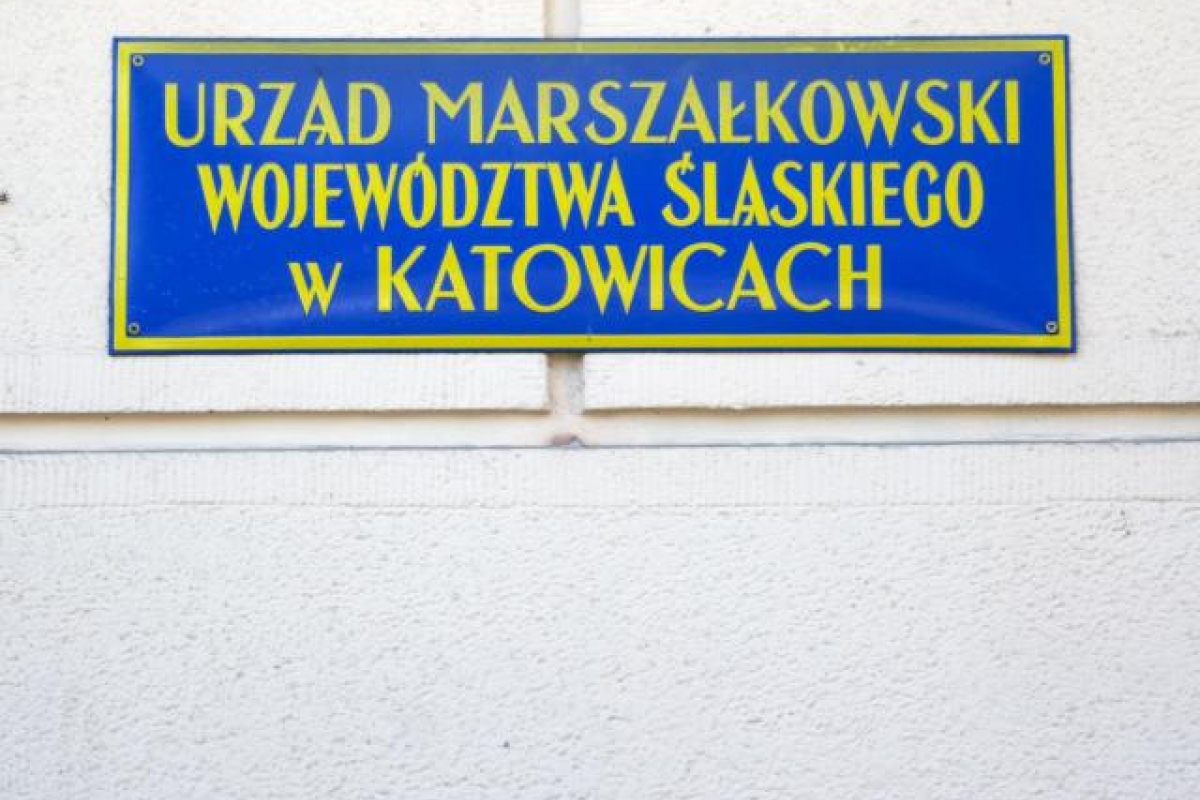 URZĄD MARSZAŁKOWSKI
WOJEWÓDZTWA ŚLĄSKIEGO
W KATOWICACH